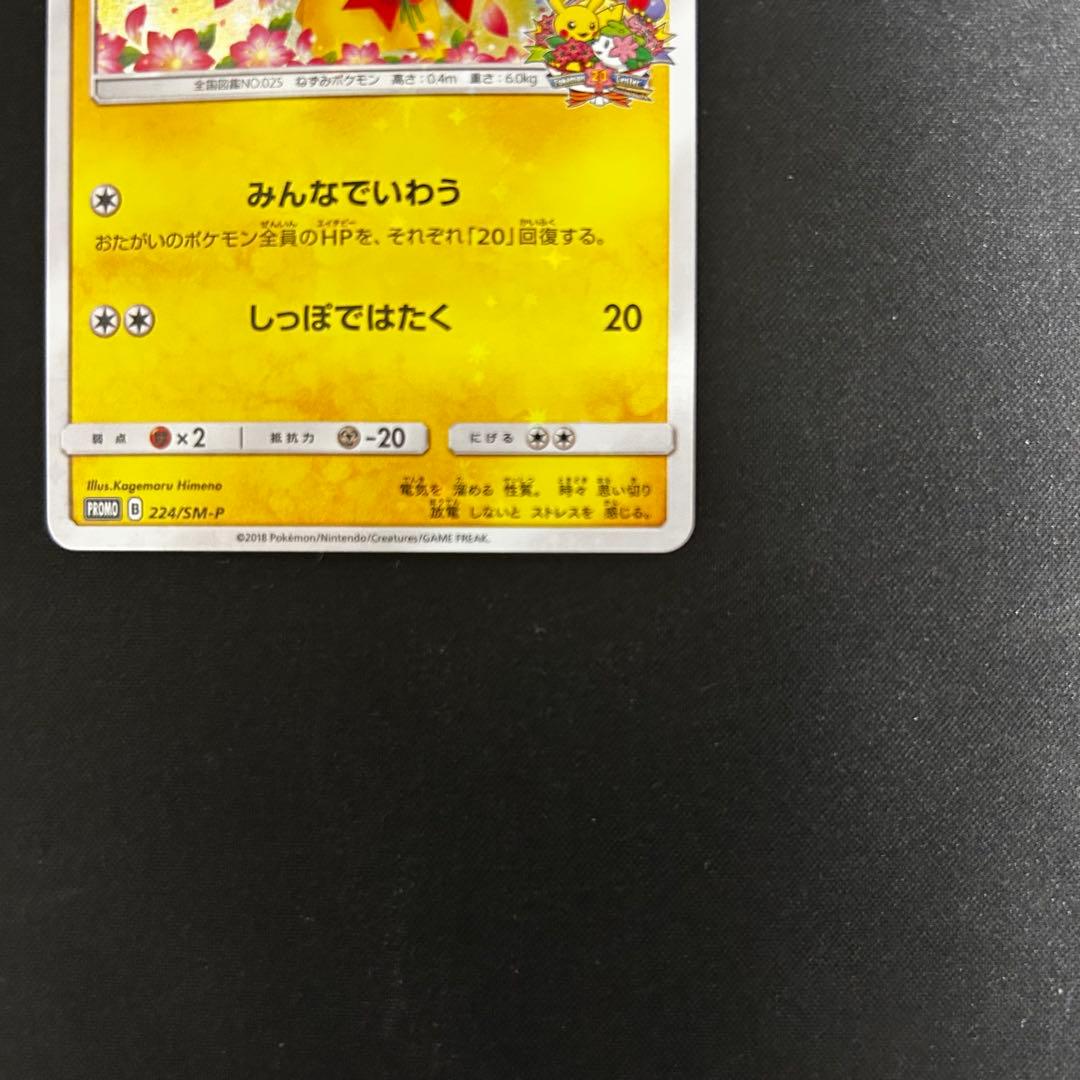 全国図鑑NO.025 ねずみポケモン 高さ:0.4m 重さ:6.0kg
Pokémon 20 Center
みんなでいわう
おたがいのポケモン全員のHPを、それぞれ「20」回復する。
しっぽではたく 20
弱点 ×2 抵抗力 -20 にげる
Illus.Kagemaru Himeno
電気を 溜める 性質。 時々 思い切り
放電 しないと ストレスを 感じる。
PROMO B 224/SM-P
©2018 Pokémon/Nintendo/Creatures/GAME FREAK.